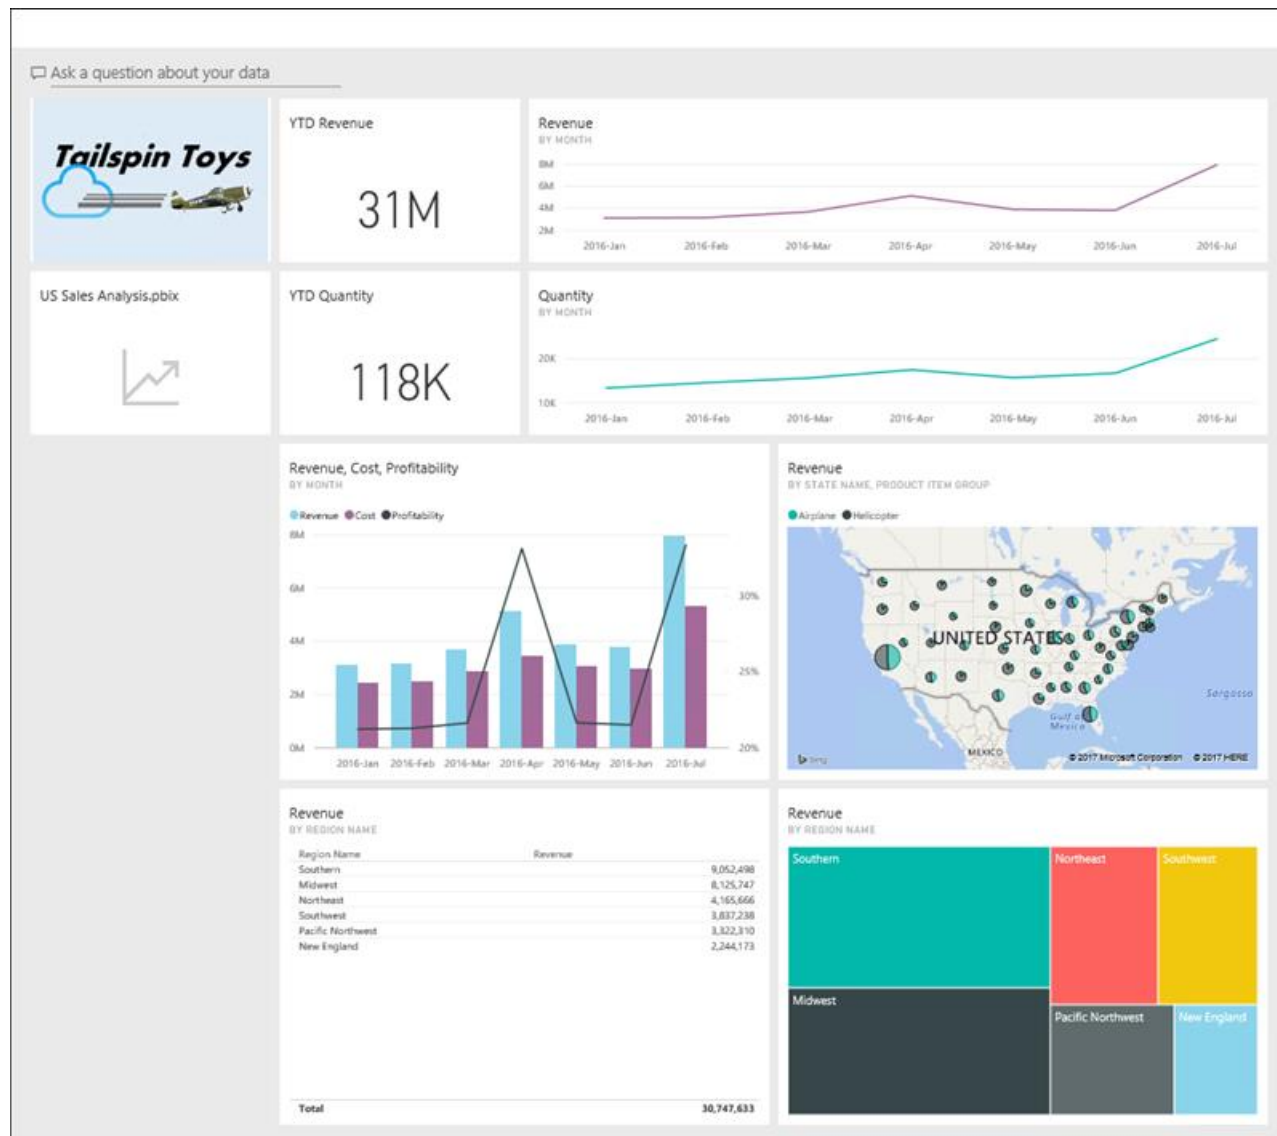 Ask a question about your data
Tailspin Toys
YTD Revenue
31M
Revenue
BY MONTH
8M
6M
4M
2M
2016-Jan 2016-Feb 2016-Mar 2016-Apr 2016-May 2016-Jun 2016-Jul
US Sales Analysis.pbix
YTD Quantity
118K
Quantity
BY MONTH
20K
10K
2016-Jan 2016-Feb 2016-Mar 2016-Apr 2016-May 2016-Jun 2016-Jul
Revenue, Cost, Profitability
BY MONTH
Revenue Cost Profitability
8M
6M
4M
2M
0M
30%
25%
20%
2016-Jan 2016-Feb 2016-Mar 2016-Apr 2016-May 2016-Jun 2016-Jul
Revenue
BY STATE NAME, PRODUCT ITEM GROUP
Airplane Helicopter
UNITED STATES
Sargasso
Gulf of
Mexico
MEXICO
bing
© 2017 Microsoft Corporation © 2017 HERE
Revenue
BY REGION NAME
Region Name Revenue
Southern 9,052,498
Midwest 8,125,747
Northeast 4,165,666
Southwest 3,837,238
Pacific Northwest 3,322,310
New England 2,244,173
Total 30,747,633
Revenue
BY REGION NAME
Southern
Northeast
Southwest
Midwest
Pacific Northwest
New England